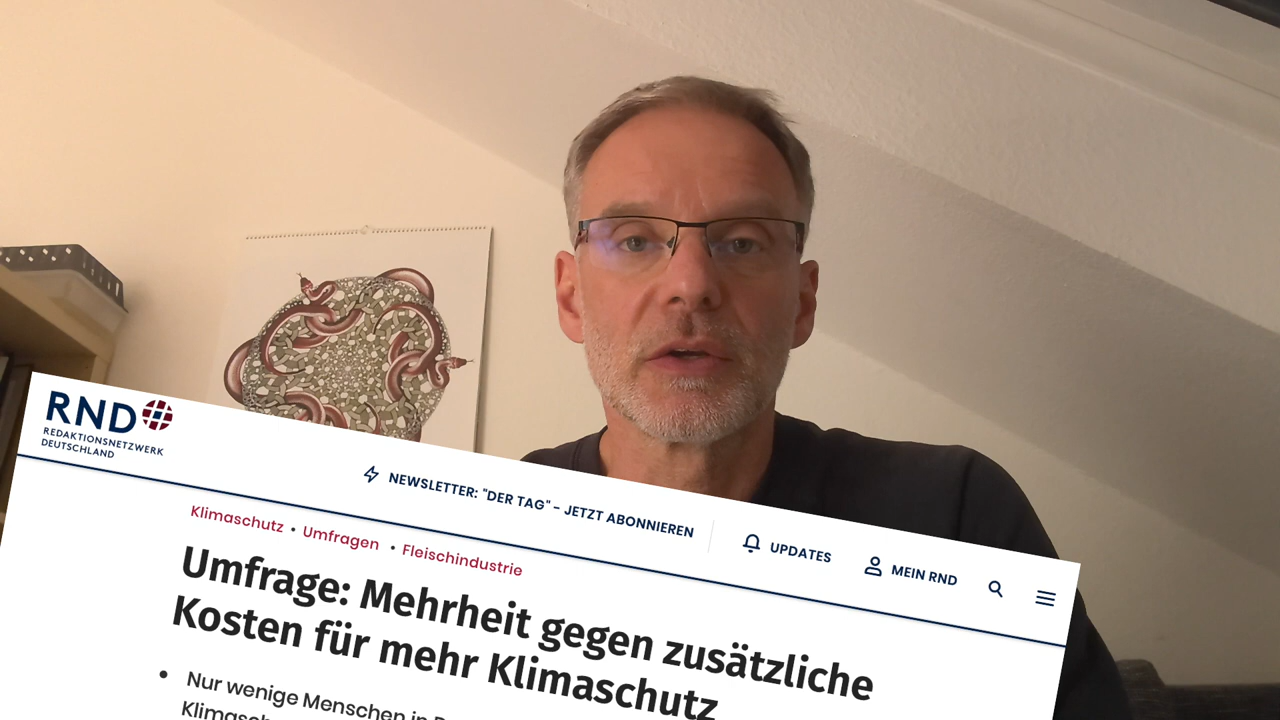 RND
REDAKTIONSNETZWERK
DEUTSCHLAND
NEWSLETTER: "DER TAG" – JETZT ABONNIEREN
UPDATES
MEIN RND
Klimaschutz • Umfragen • Fleischindustrie
Umfrage: Mehrheit gegen zusätzliche
Kosten für mehr Klimaschutz
• Nur wenige Menschen in